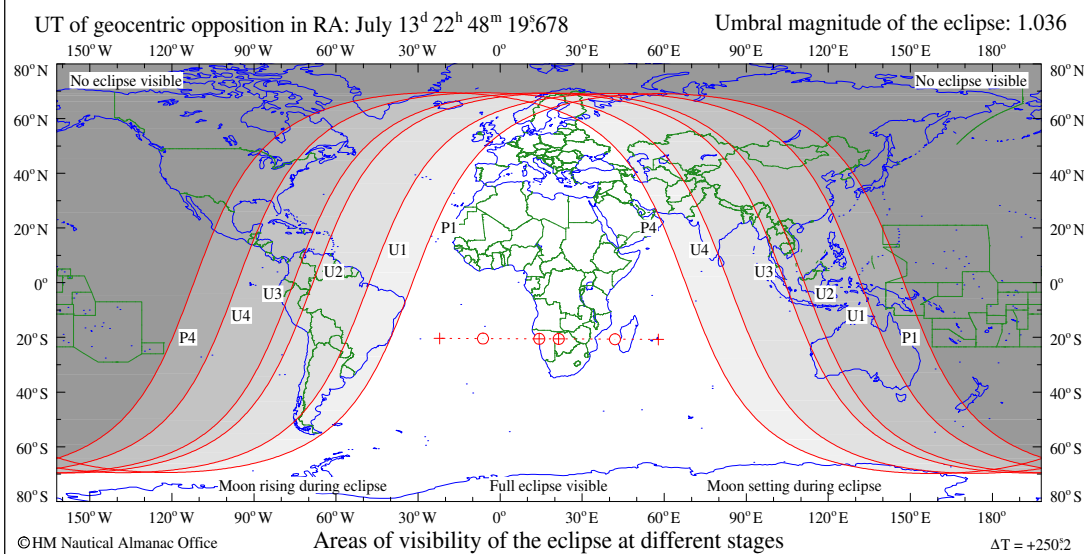 UT of geocentric opposition in RA: July 13ᵈ 22ʰ 48ᵐ 19ˢ.678 Umbral magnitude of the eclipse: 1.036
150°W 120°W 90°W 60°W 30°W 0° 30°E 60°E 90°E 120°E 150°E 180°
80°N 80°N
No eclipse visible No eclipse visible
60°N 60°N
40°N 40°N
20°N P1 P4 20°N
U1 U4
U2 U3
0° 0°
U3 U2
U4 U1
20°S P4 P1 20°S
40°S 40°S
60°S 60°S
Moon rising during eclipse Full eclipse visible Moon setting during eclipse
80°S 80°S
150°W 120°W 90°W 60°W 30°W 0° 30°E 60°E 90°E 120°E 150°E 180°
©HM Nautical Almanac Office Areas of visibility of the eclipse at different stages ΔT = +250ˢ.2